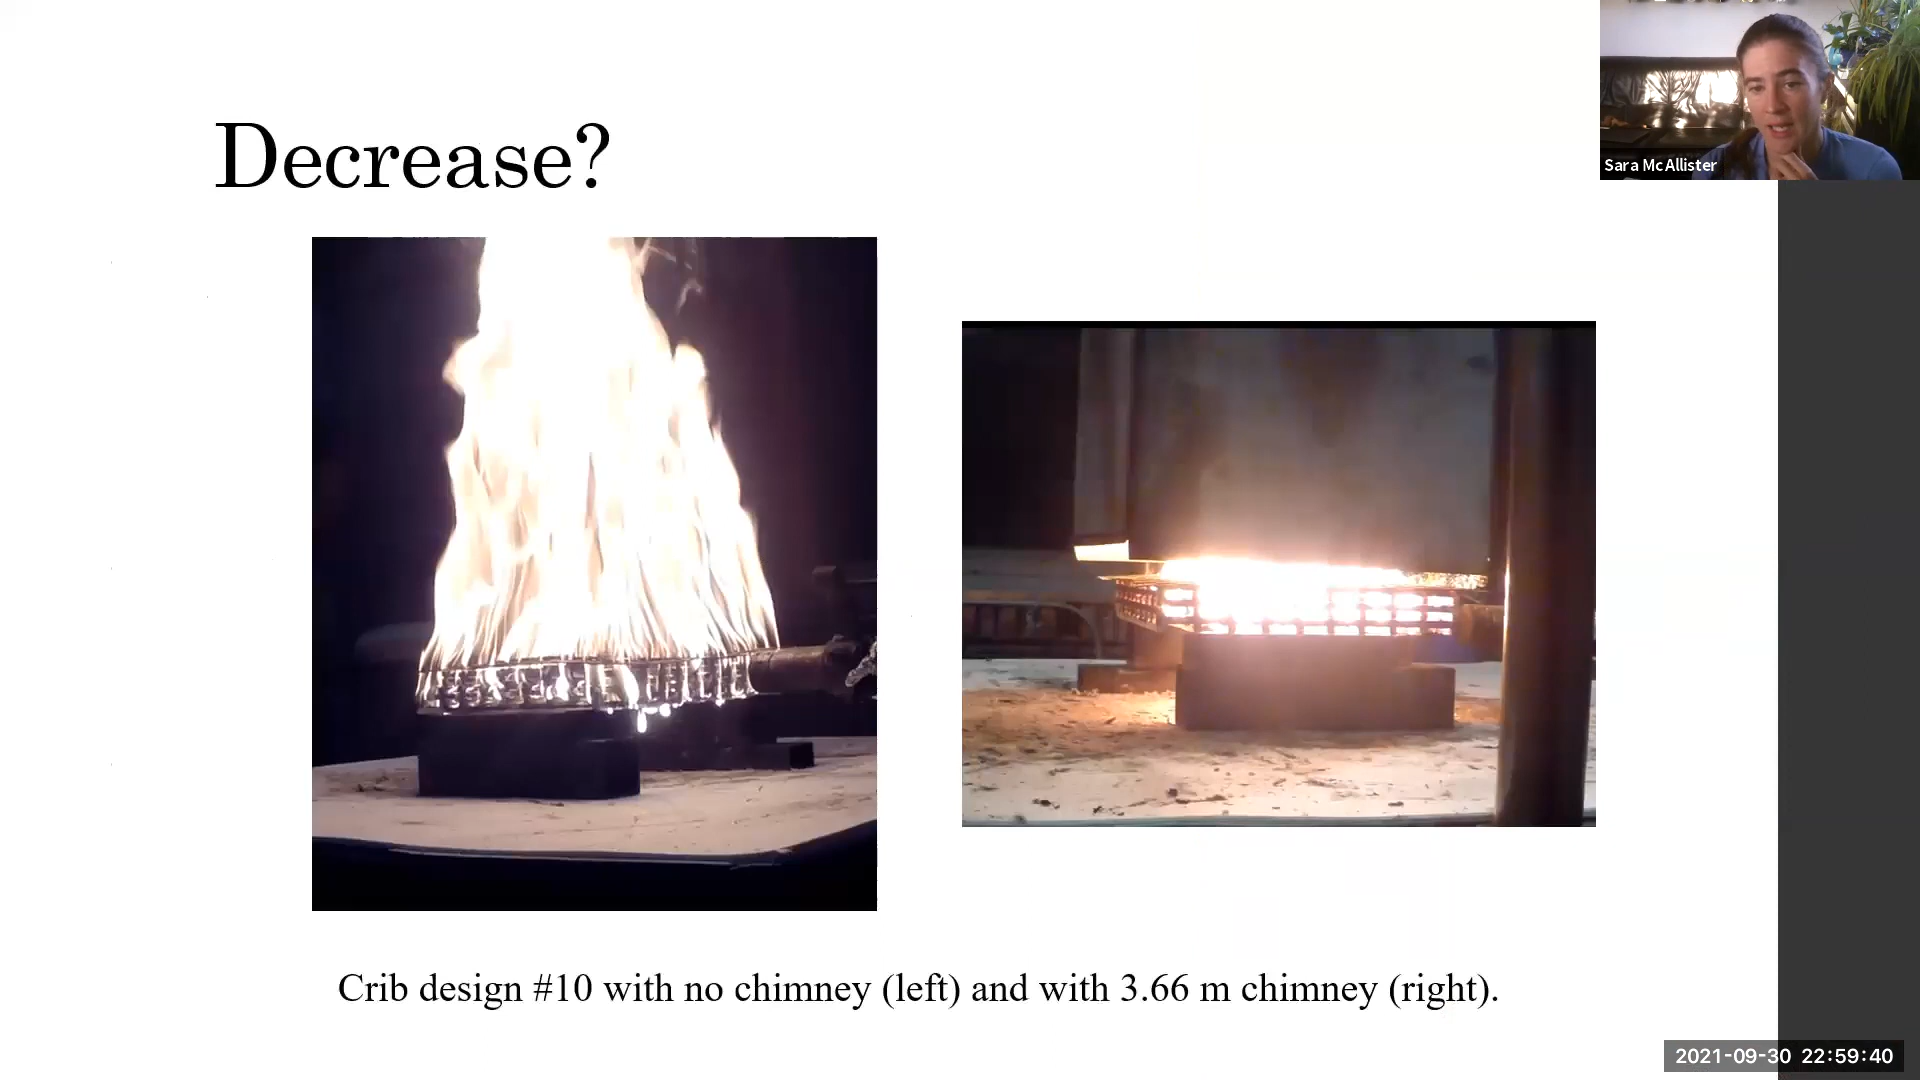 Decrease?
Sara McAllister
Crib design #10 with no chimney (left) and with 3.66 m chimney (right).
2021-09-30 22:59:40